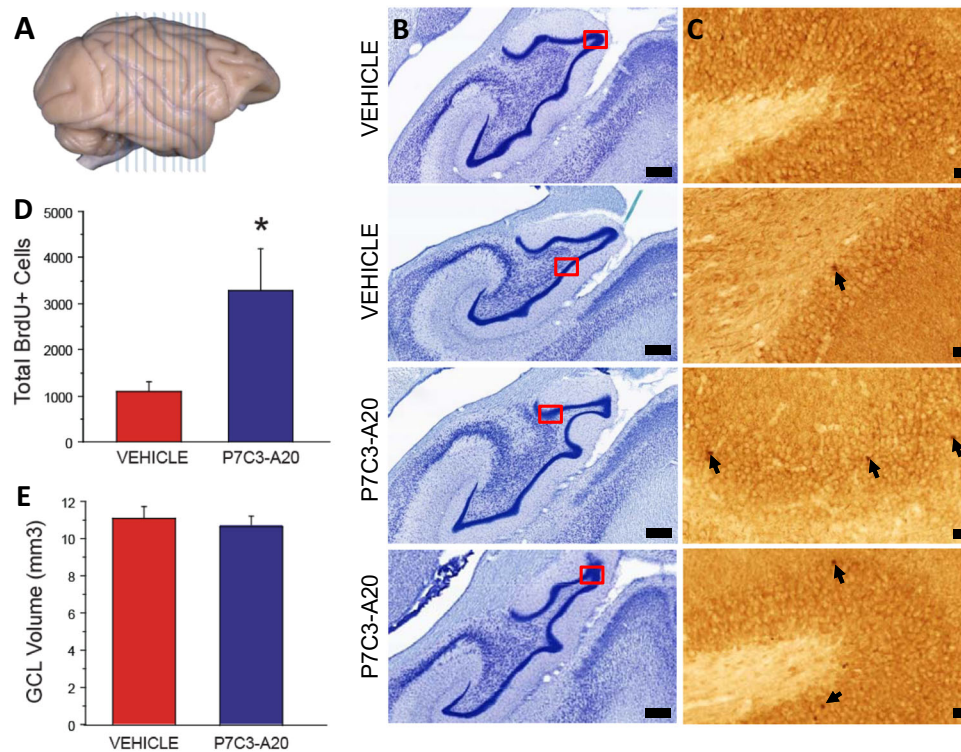 A
B
C
VEHICLE
VEHICLE
P7C3-A20
P7C3-A20
D
Total BrdU+ Cells
5000
4000
3000
2000
1000
0
*
VEHICLE
P7C3-A20
E
GCL Volume (mm3)
12
10
8
6
4
2
0
VEHICLE
P7C3-A20